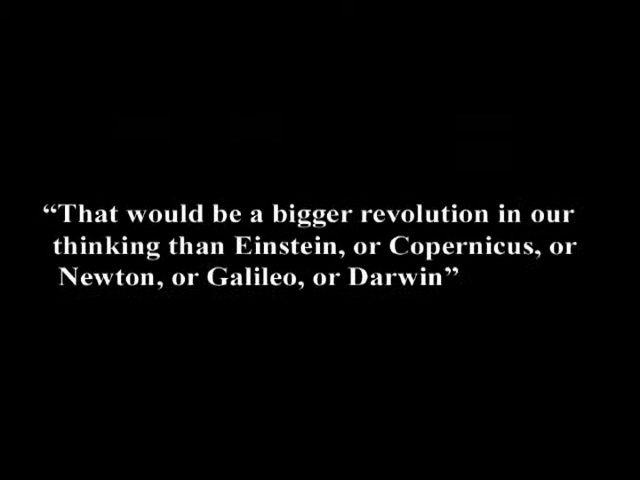 “That would be a bigger revolution in our
thinking than Einstein, or Copernicus, or
Newton, or Galileo, or Darwin”